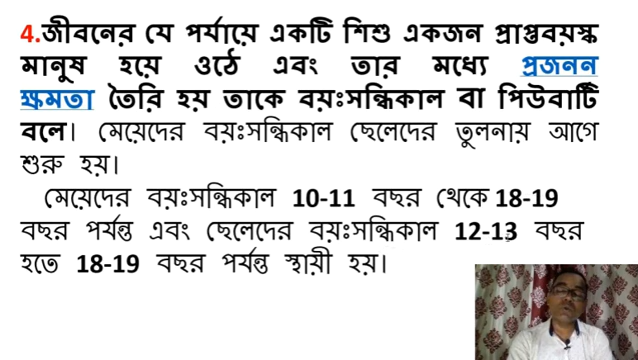 4.জীবনের যে পর্যায়ে একটি শিশু একজন প্রাপ্তবয়স্ক
মানুষ হয়ে ওঠে এবং তার মধ্যে প্রজনন
ক্ষমতা তৈরি হয় তাকে বয়ঃসন্ধিকাল বা পিউবার্টি
বলে। মেয়েদের বয়ঃসন্ধিকাল ছেলেদের তুলনায় আগে
শুরু হয়।
মেয়েদের বয়ঃসন্ধিকাল 10-11 বছর থেকে 18-19
বছর পর্যন্ত এবং ছেলেদের বয়ঃসন্ধিকাল 12-13 বছর
হতে 18-19 বছর পর্যন্ত স্থায়ী হয়।